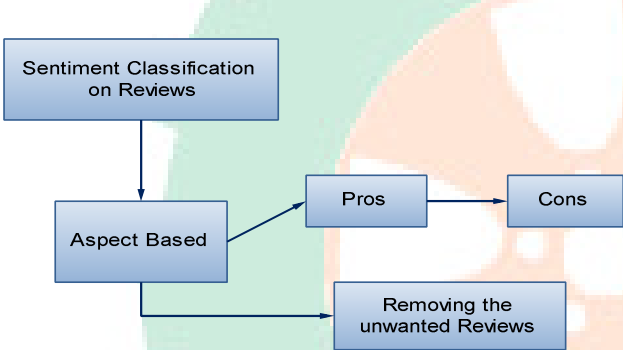 Sentiment Classification
on Reviews
Aspect Based
Pros
Cons
Removing the
unwanted Reviews